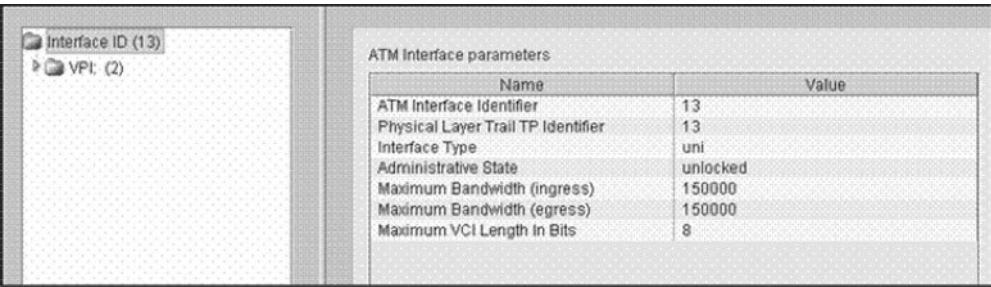 Interface ID (13)
VPI: (2)
ATM Interface parameters
Name Value
ATM Interface Identifier 13
Physical Layer Trail TP Identifier 13
Interface Type uni
Administrative State unlocked
Maximum Bandwidth (ingress) 150000
Maximum Bandwidth (egress) 150000
Maximum VCI Length In Bits 8